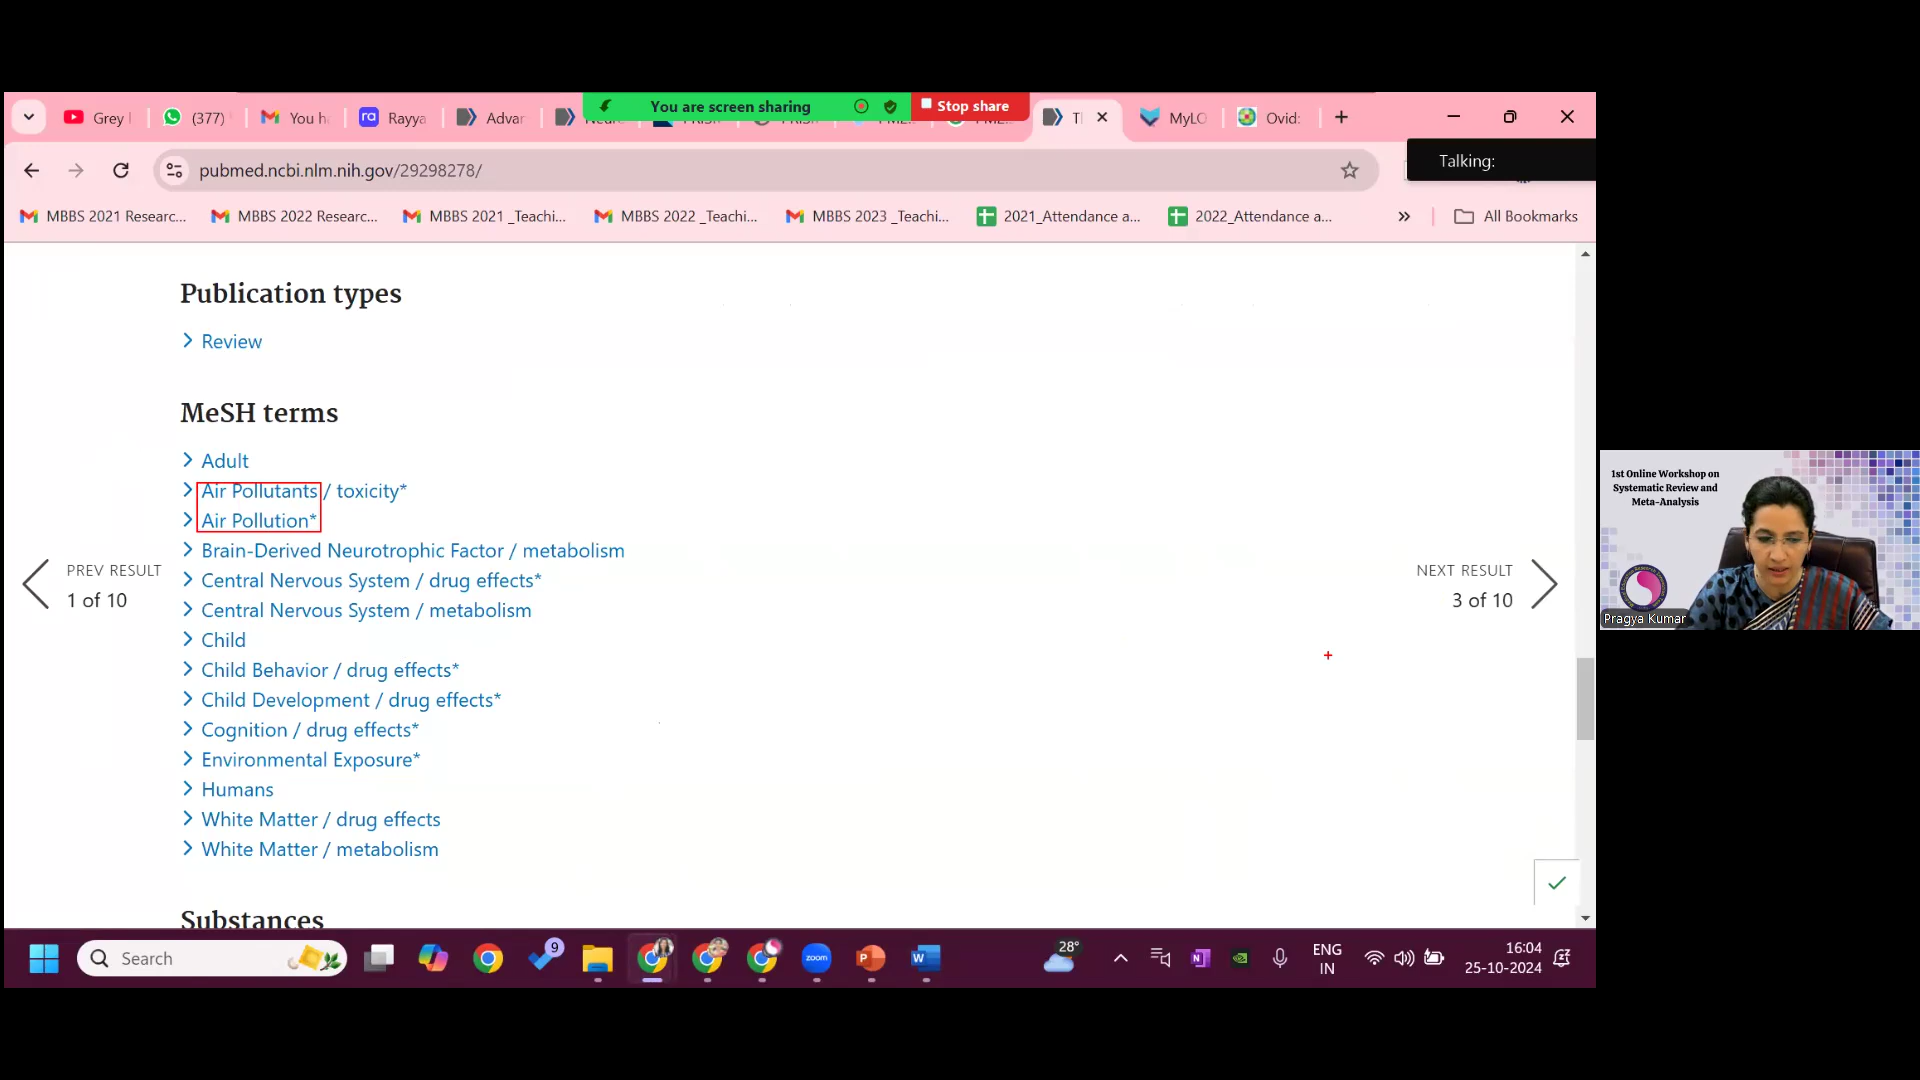 Grey
(377)
You h
Rayya
Advar
You are screen sharing
Stop share
T
MyLO
Ovid:
pubmed.ncbi.nlm.nih.gov/29298278/
Talking:
MBBS 2021 Researc...
MBBS 2022 Researc...
MBBS 2021 _Teachi...
MBBS 2022 _Teachi...
MBBS 2023 _Teachi...
2021_Attendance a...
2022_Attendance a...
All Bookmarks
Publication types
Review
MeSH terms
Adult
Air Pollutants / toxicity*
Air Pollution*
Brain-Derived Neurotrophic Factor / metabolism
Central Nervous System / drug effects*
Central Nervous System / metabolism
Child
Child Behavior / drug effects*
Child Development / drug effects*
Cognition / drug effects*
Environmental Exposure*
Humans
White Matter / drug effects
White Matter / metabolism
Substances
PREV RESULT
1 of 10
NEXT RESULT
3 of 10
1st Online Workshop on
Systematic Review and
Meta-Analysis
Pragya Kumar
Search
9
zoom
28°
ENG
IN
16:04
25-10-2024